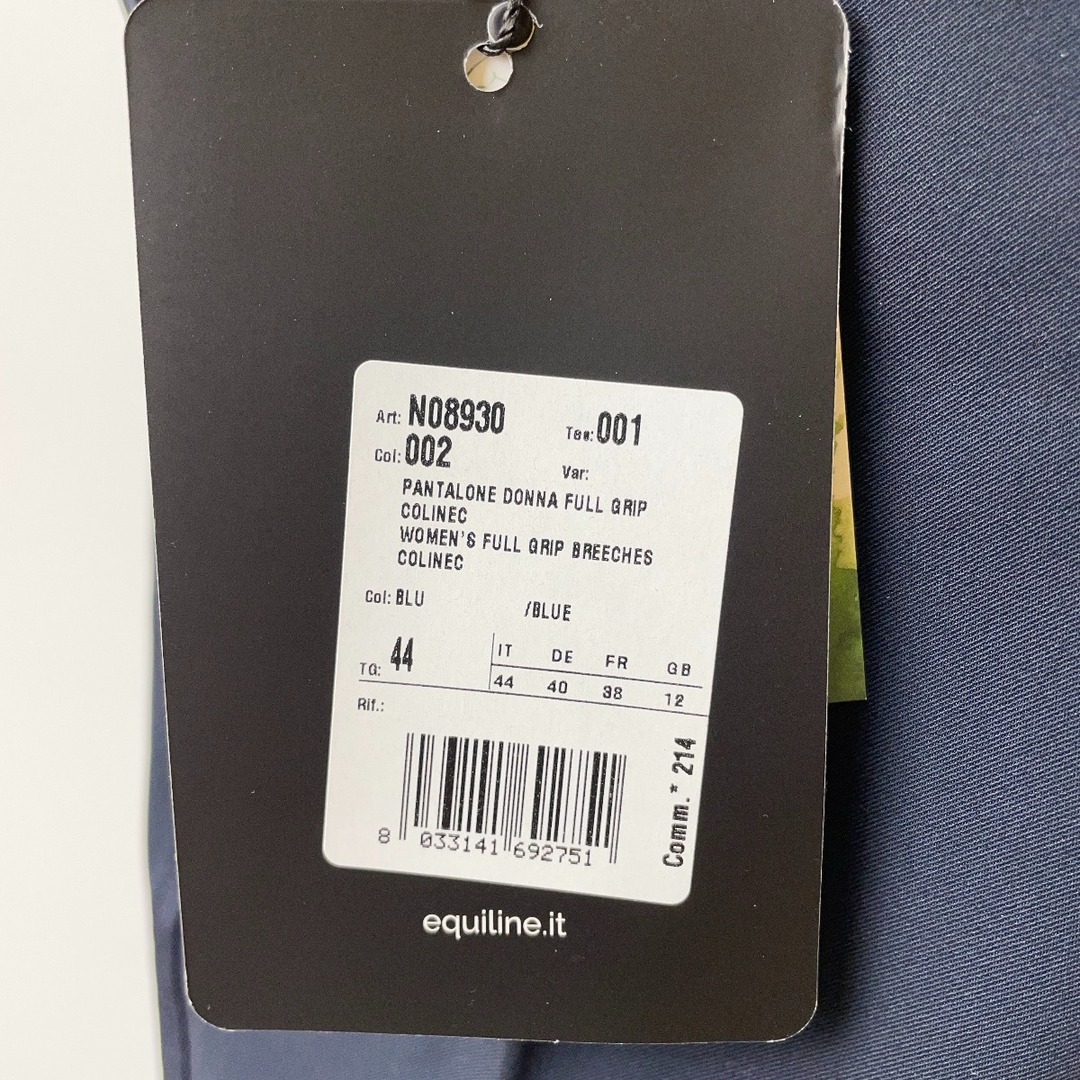 Art: N08930 Tes: 001
Col: 002 Var:
PANTALONE DONNA FULL GRIP
COLINEC
WOMEN'S FULL GRIP BREECHES
COLINEC
Col: BLU /BLUE
TG: 44 IT DE FR GB
44 40 38 12
Rif.:
Comm.* 214
8 033141 692751
equiline.it